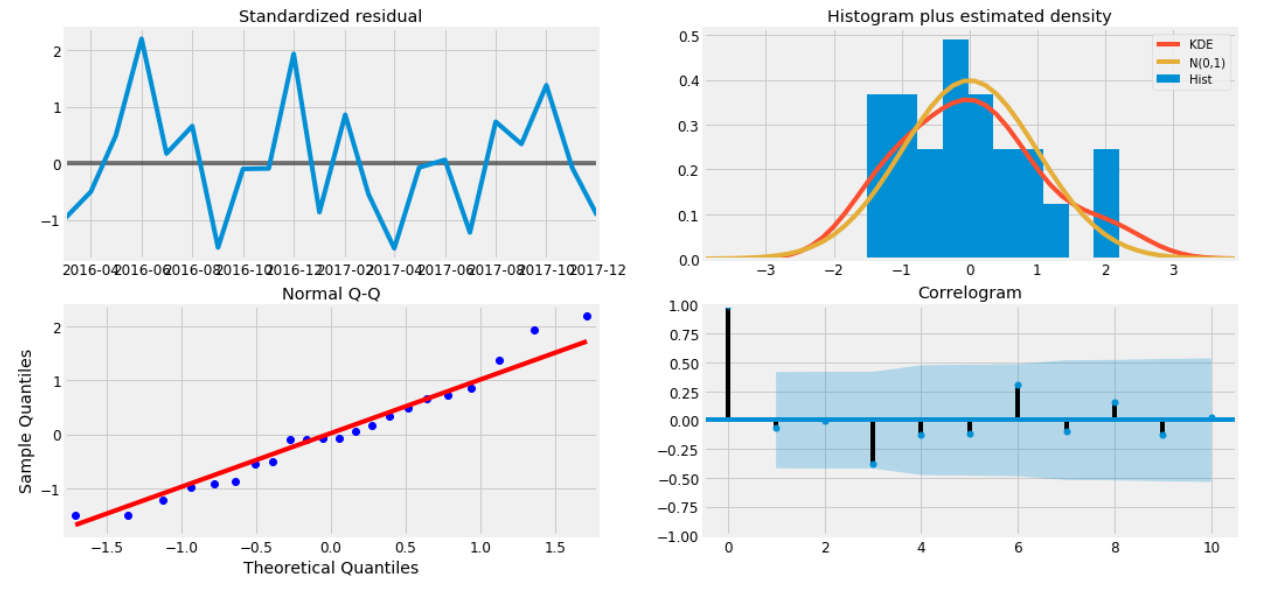 Standardized residual
2
1
0
−1
2016-04 2016-06 2016-08 2016-10 2016-12 2017-02 2017-04 2017-06 2017-08 2017-10 2017-12
Histogram plus estimated density
0.5
0.4
0.3
0.2
0.1
0.0
KDE
N(0,1)
Hist
−3 −2 −1 0 1 2 3
Normal Q-Q
Sample Quantiles
2
1
0
−1
−1.5 −1.0 −0.5 0.0 0.5 1.0 1.5
Theoretical Quantiles
Correlogram
1.00
0.75
0.50
0.25
0.00
−0.25
−0.50
−0.75
−1.00
0 2 4 6 8 10